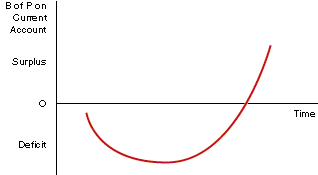 B of P on
Current
Account
Surplus
O
Time
Deficit